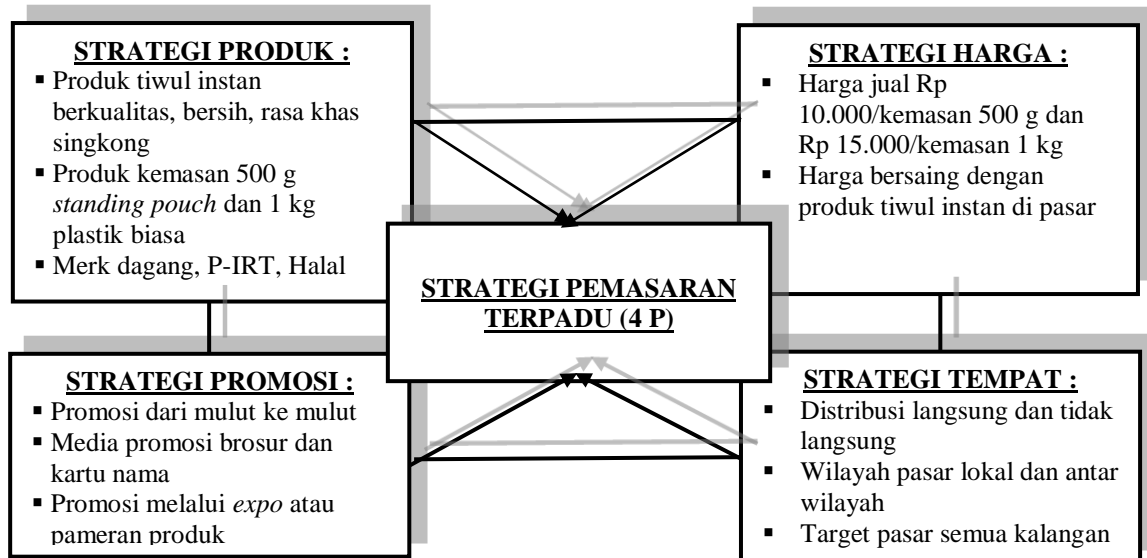 STRATEGI PRODUK :
▪ Produk tiwul instan
berkualitas, bersih, rasa khas
singkong
▪ Produk kemasan 500 g
standing pouch dan 1 kg
plastik biasa
▪ Merk dagang, P-IRT, Halal
STRATEGI HARGA :
▪ Harga jual Rp
10.000/kemasan 500 g dan
Rp 15.000/kemasan 1 kg
▪ Harga bersaing dengan
produk tiwul instan di pasar
STRATEGI PEMASARAN
TERPADU (4 P)
STRATEGI PROMOSI :
▪ Promosi dari mulut ke mulut
▪ Media promosi brosur dan
kartu nama
▪ Promosi melalui expo atau
pameran produk
STRATEGI TEMPAT :
▪ Distribusi langsung dan tidak
langsung
▪ Wilayah pasar lokal dan antar
wilayah
▪ Target pasar semua kalangan